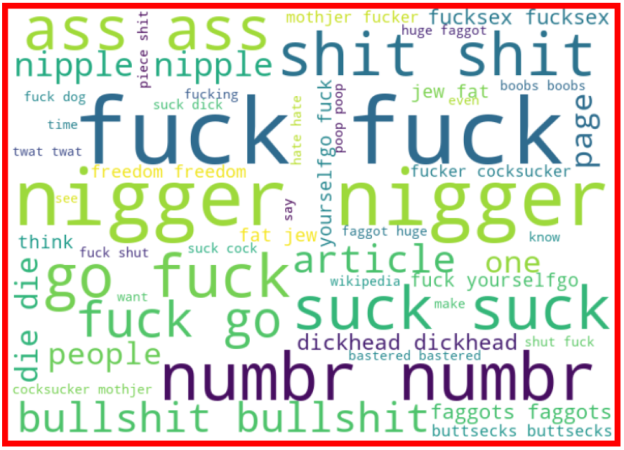 ass ass
mothjer fucker
fucksex fucksex
piece shit
nipple nipple
shit shit
huge faggot
fuck dog
suck dick
fucking
jew fat
boobs boobs
even
time
fuck fuck
hate hate
yourselfgo fuck
poop poop
page
twat twat
freedom freedom
fucker cocksucker
see
nigger nigger
say
think
fuck shut
suck cock
fat jew
faggot huge
know
die die
go fuck
article
one
want
wikipedia
fuck yourselfgo
fuck go
suck suck
make
people
dickhead dickhead
shut fuck
bastered bastered
cocksucker mothjer
numbr numbr
bullshit bullshit
faggots faggots
buttsecks buttsecks